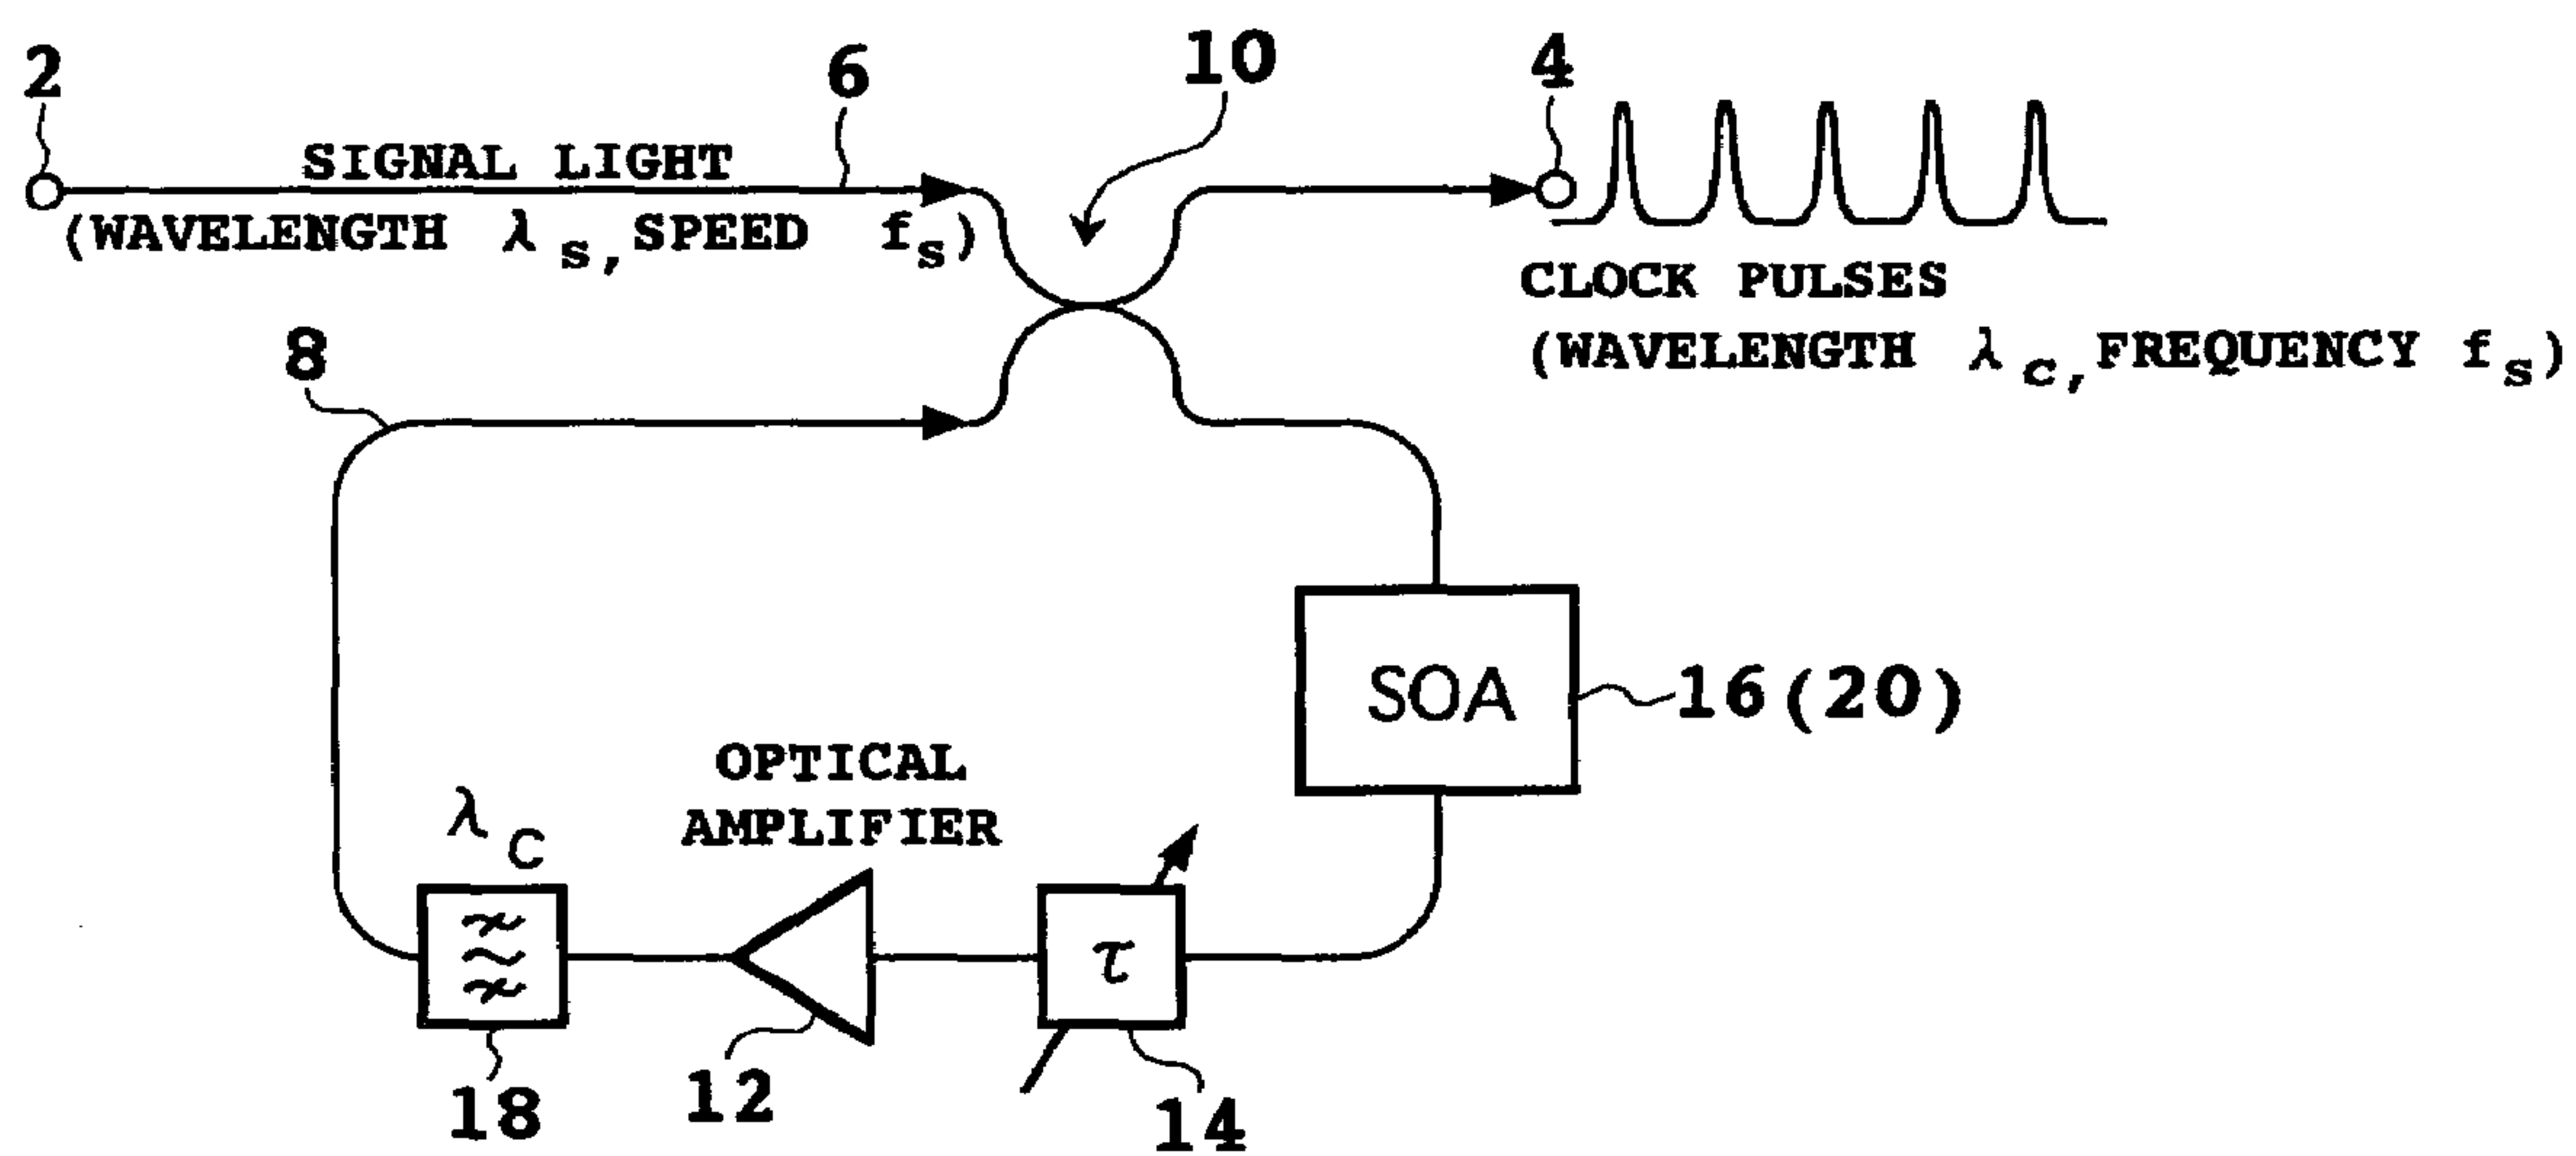 2
6
10
4
SIGNAL LIGHT
(WAVELENGTH λs, SPEED fs)
CLOCK PULSES
(WAVELENGTH λc, FREQUENCY fs)
8
SOA
16(20)
OPTICAL
AMPLIFIER
λC
τ
18
12
14